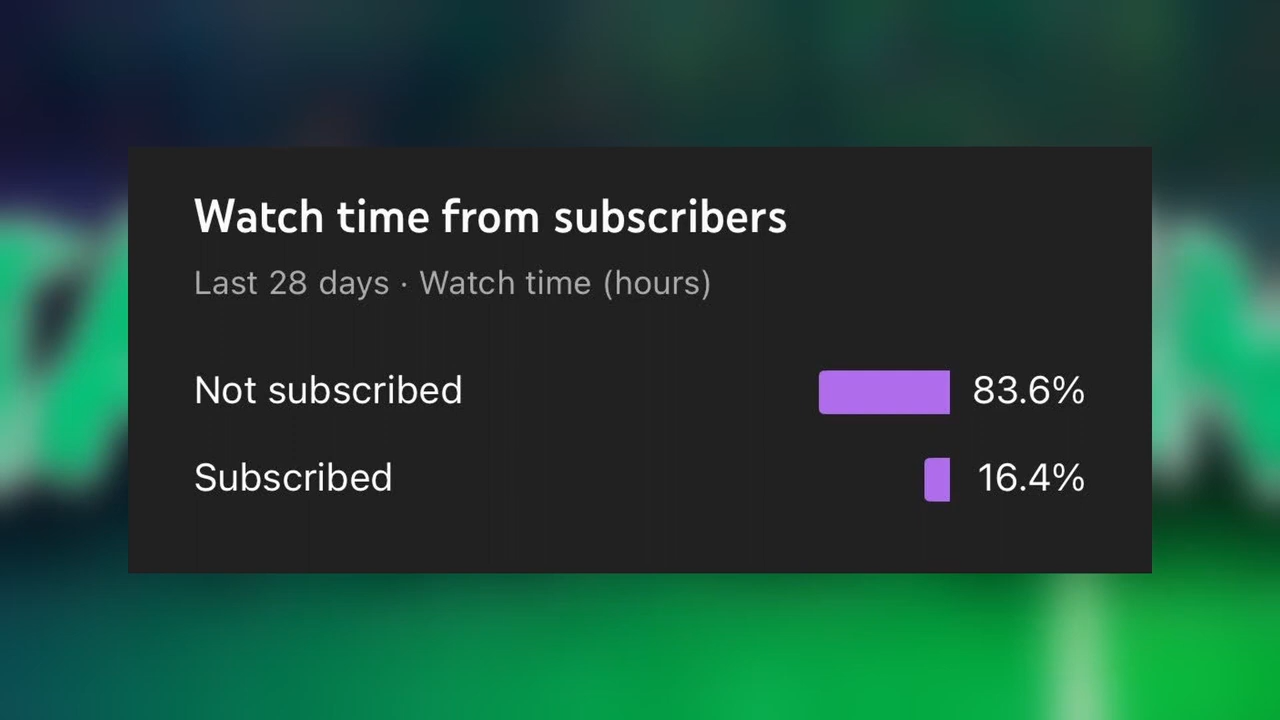 Watch time from subscribers
Last 28 days · Watch time (hours)
Not subscribed 83.6%
Subscribed 16.4%